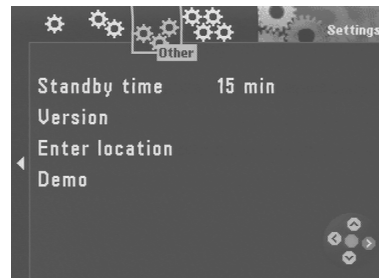 Settings
Other
Standby time 15 min
Version
Enter location
Demo